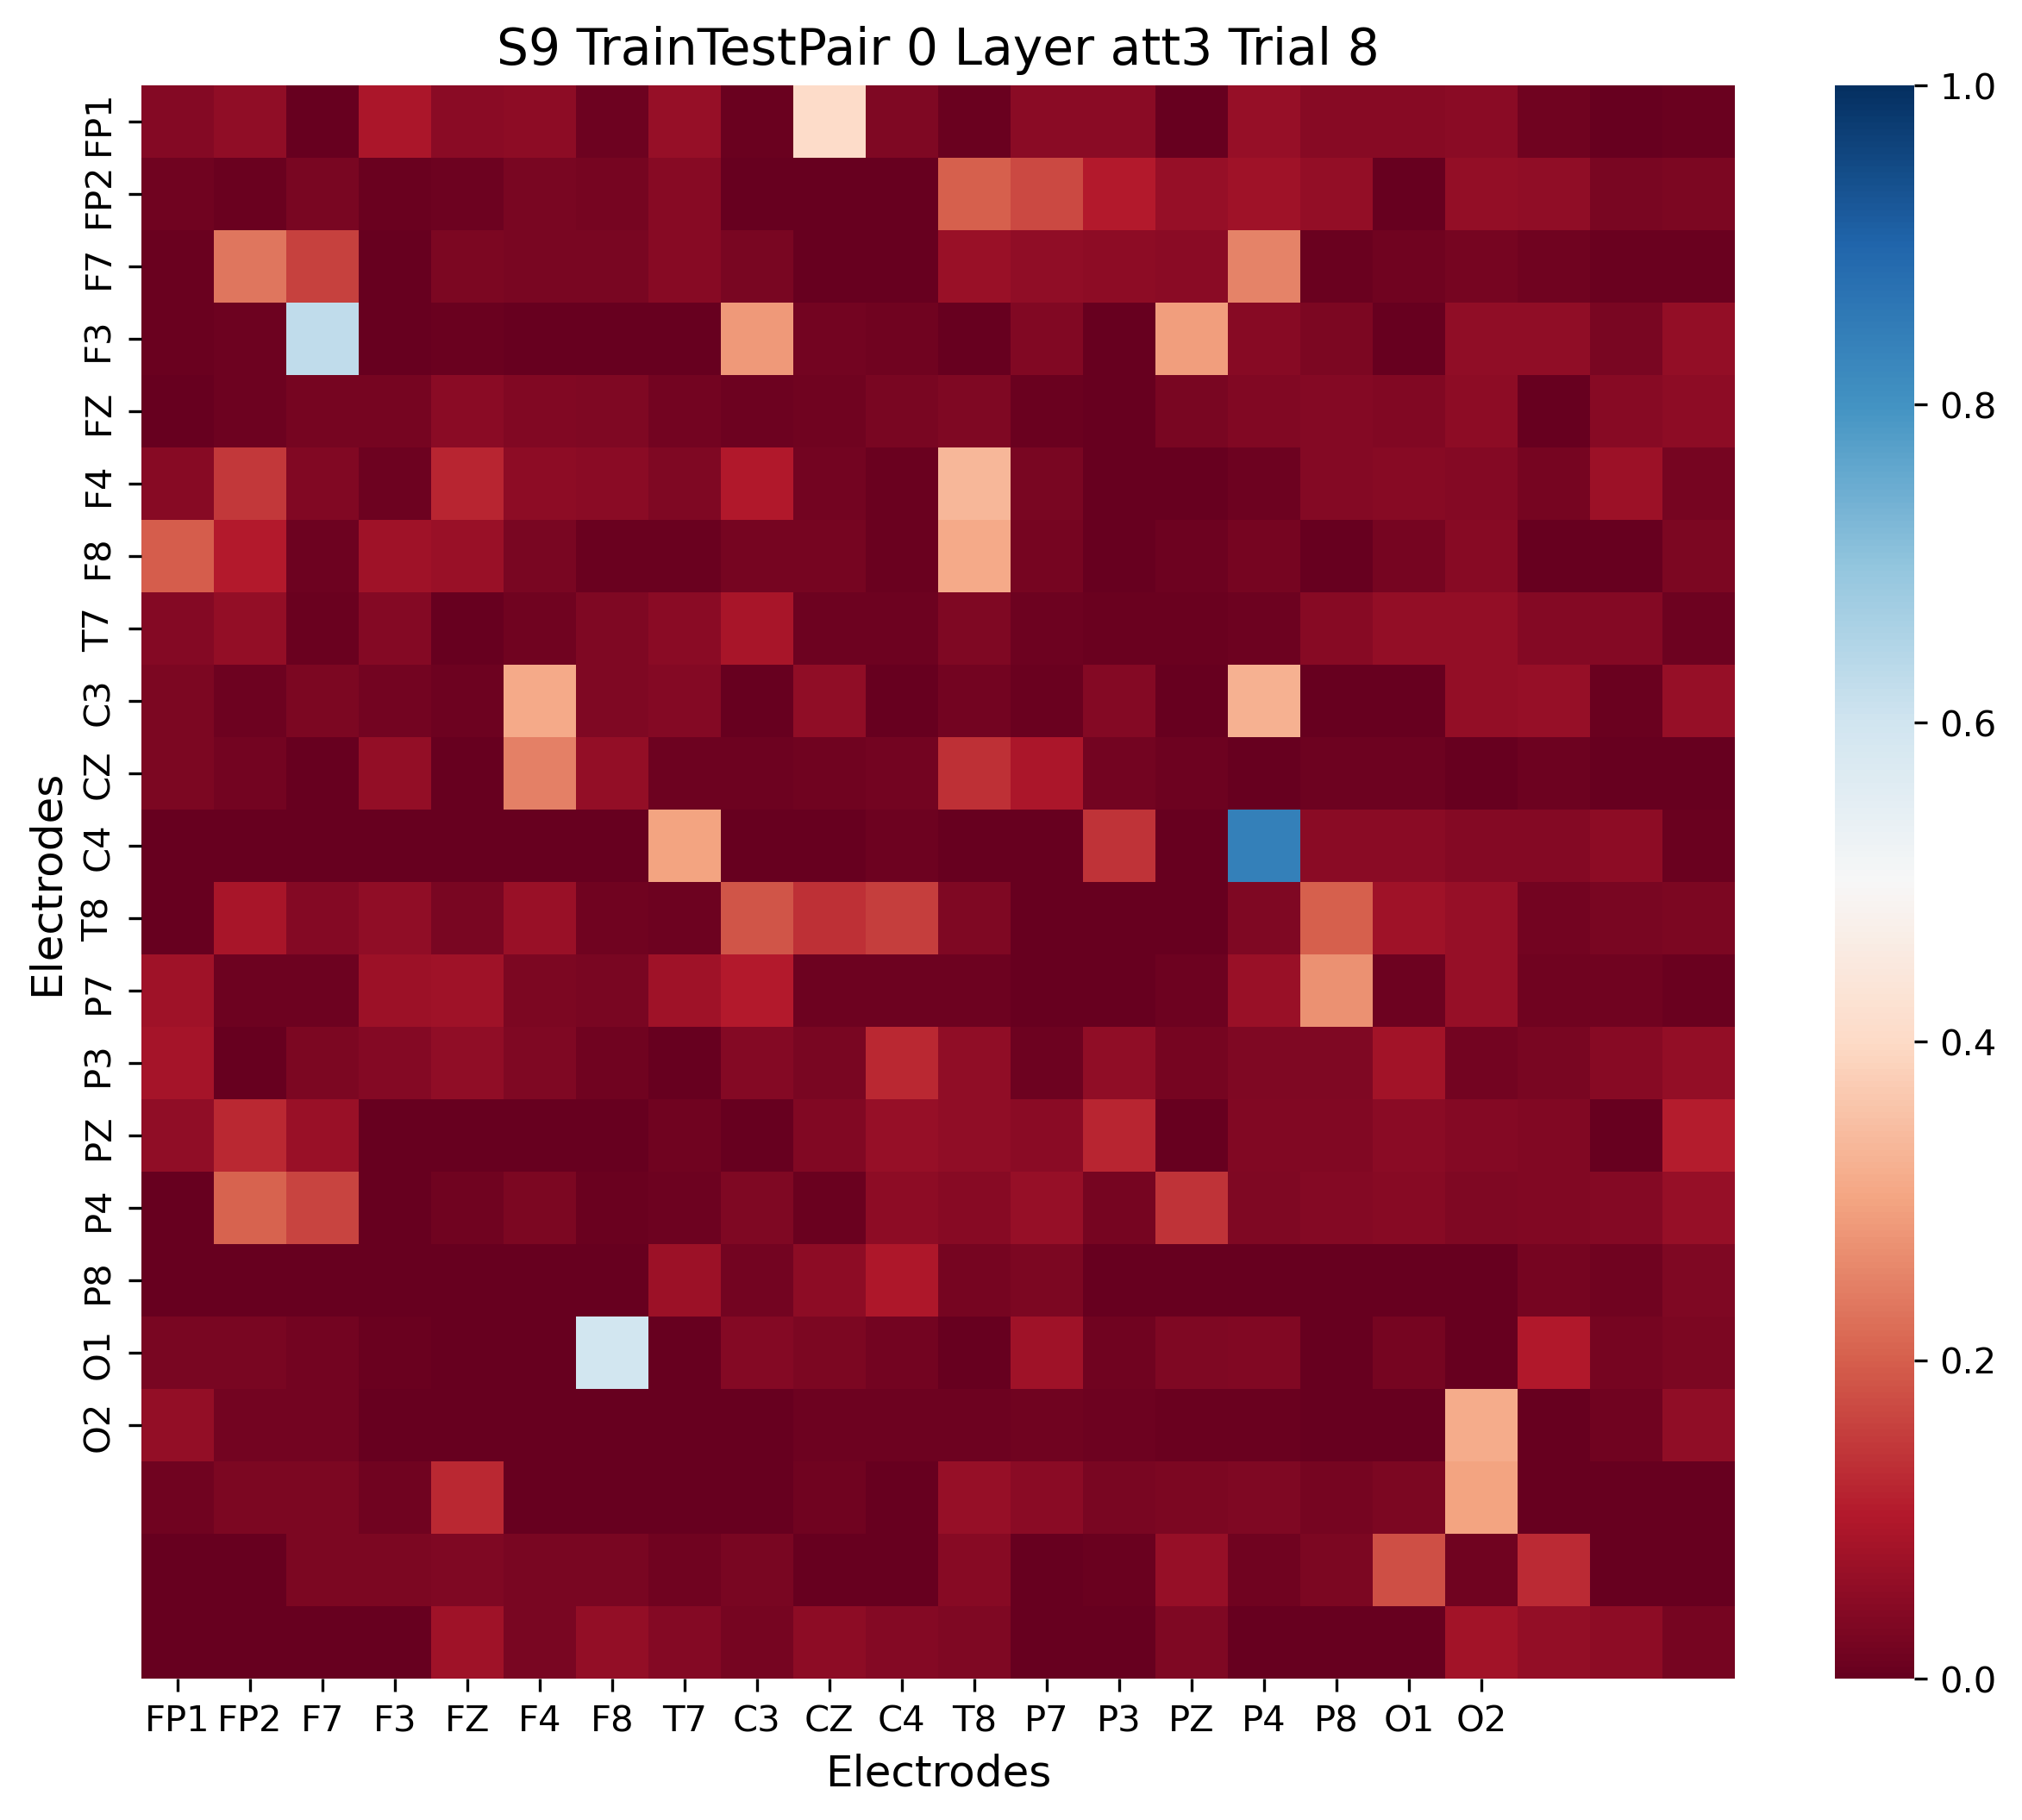 S9 TrainTestPair 0 Layer att3 Trial 8
FP1
FP2
F7
F3
FZ
F4
F8
T7
C3
CZ
C4
T8
P7
P3
PZ
P4
P8
O1
O2
Electrodes
FP1 FP2 F7 F3 FZ F4 F8 T7 C3 CZ C4 T8 P7 P3 PZ P4 P8 O1 O2
Electrodes
1.0
0.8
0.6
0.4
0.2
0.0